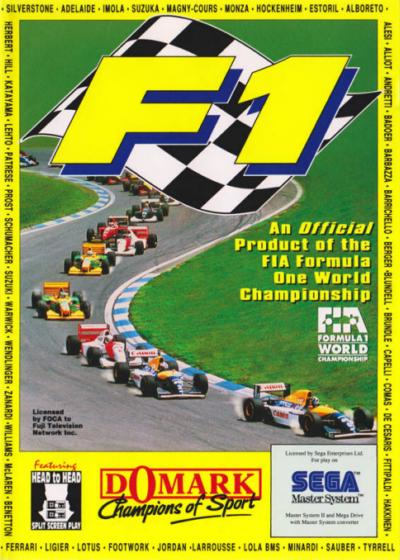 · SILVERSTONE · ADELAIDE · IMOLA · SUZUKA · MAGNY-COURS · MONZA · HOCKENHEIM · ESTORIL · ALBORETO ·
ALESI · ALLIOT · ANDRETTI · BADOER · BARBAZZA · BARRICHELLO · BERGER · BLUNDELL · BRUNDLE · CAPELLI · COMAS · DE CESARIS · FITTIPALDI · HAKKINEN ·
HERBERT · HILL · KATAYAMA · LEHTO · PATRESE · PROST · SCHUMACHER · SUZUKI · WARWICK · WENDLINGER · ZANARDI · WILLIAMS · McLAREN · BENETTON
F1
An Official
Product of the
FIA Formula
One World
Championship
FIA
FORMULA 1
WORLD
CHAMPIONSHIP
Licensed
by FOCA to
Fuji Television
Network Inc.
Featuring
HEAD to HEAD
SPLIT SCREEN PLAY
DOMARK
Champions of Sport
Licensed by Sega Enterprises Ltd.
For play on
SEGA
Master System
Master System II and Mega Drive
with Master System converter
FERRARI · LIGIER · LOTUS · FOOTWORK · JORDAN · LARROUSSE · LOLA BMS · MINARDI · SAUBER · TYRRELL